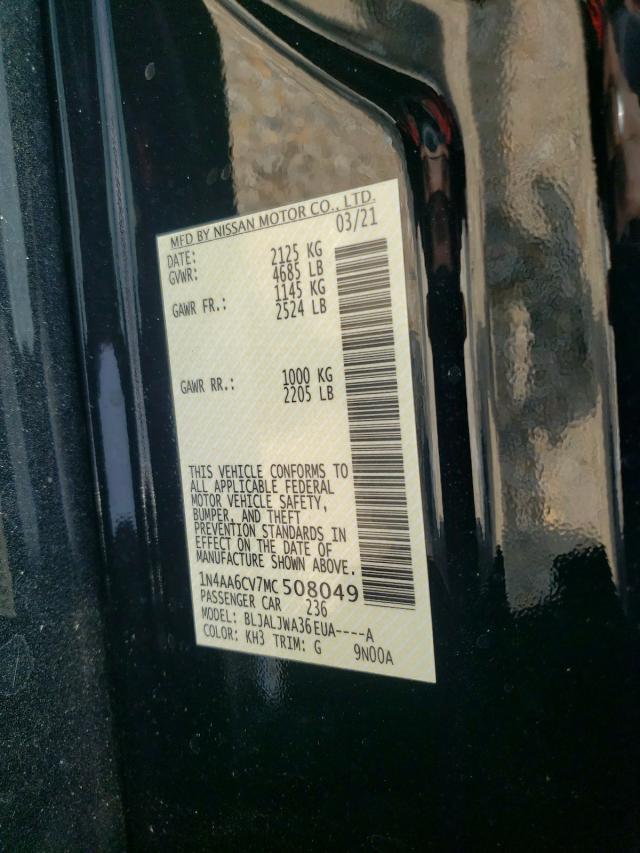 MFD BY NISSAN MOTOR CO., LTD.
DATE: 03/21
GVWR: 2125 KG
4685 LB
GAWR FR.: 1145 KG
2524 LB
GAWR RR.: 1000 KG
2205 LB
THIS VEHICLE CONFORMS TO
ALL APPLICABLE FEDERAL
MOTOR VEHICLE SAFETY,
BUMPER, AND THEFT
PREVENTION STANDARDS IN
EFFECT ON THE DATE OF
MANUFACTURE SHOWN ABOVE.
1N4AA6CV7MC508049
PASSENGER CAR 236
MODEL: BLJALJWA36EUA----A
COLOR: KH3 TRIM: G 9N00A